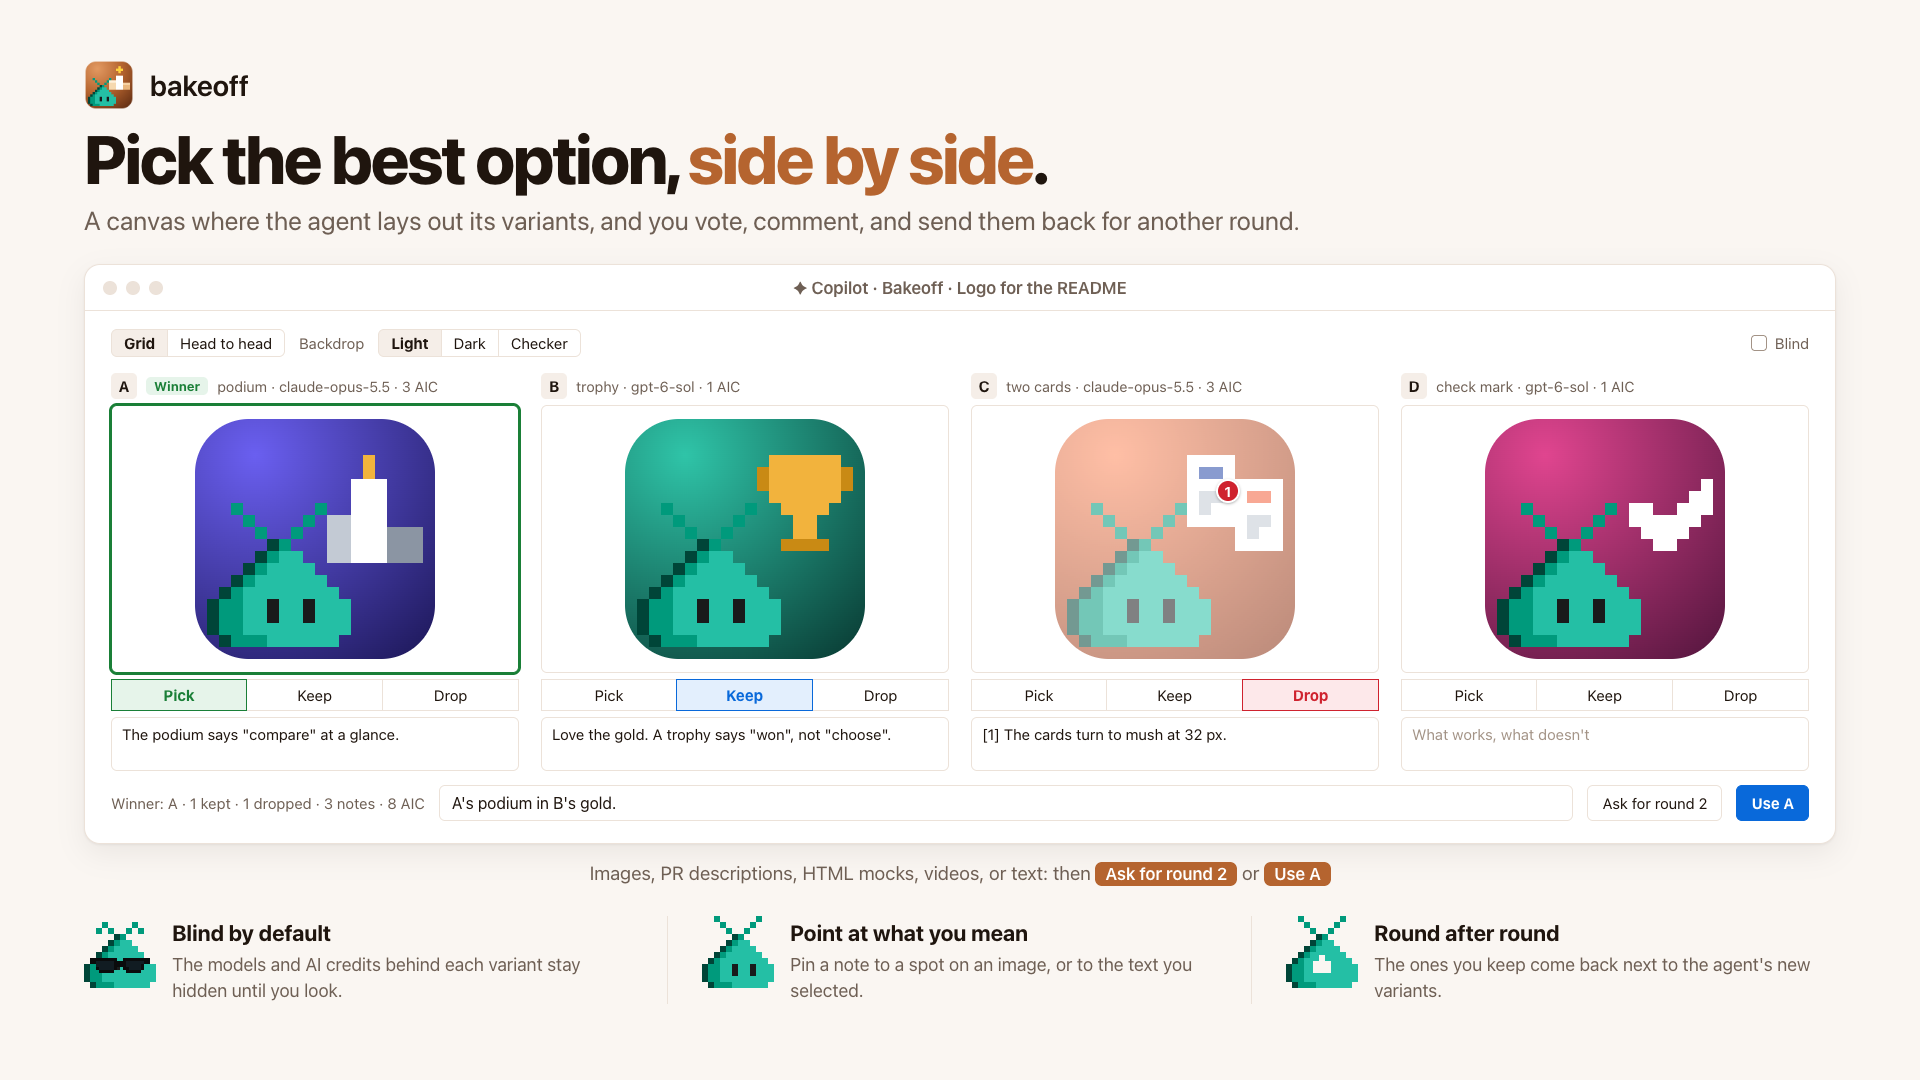 bakeoff
Pick the best option, side by side.
A canvas where the agent lays out its variants, and you vote, comment, and send them back for another round.
✦ Copilot · Bakeoff · Logo for the README
Grid Head to head Backdrop Light Dark Checker Blind
A Winner podium · claude-opus-5.5 · 3 AIC
B trophy · gpt-6-sol · 1 AIC
C two cards · claude-opus-5.5 · 3 AIC
D check mark · gpt-6-sol · 1 AIC
1
Pick Keep Drop
Pick Keep Drop
Pick Keep Drop
Pick Keep Drop
The podium says "compare" at a glance.
Love the gold. A trophy says "won", not "choose".
[1] The cards turn to mush at 32 px.
What works, what doesn't
Winner: A · 1 kept · 1 dropped · 3 notes · 8 AIC
A's podium in B's gold.
Ask for round 2
Use A
Images, PR descriptions, HTML mocks, videos, or text: then Ask for round 2 or Use A
Blind by default
The models and AI credits behind each variant stay
hidden until you look.
Point at what you mean
Pin a note to a spot on an image, or to the text you
selected.
Round after round
The ones you keep come back next to the agent's new
variants.